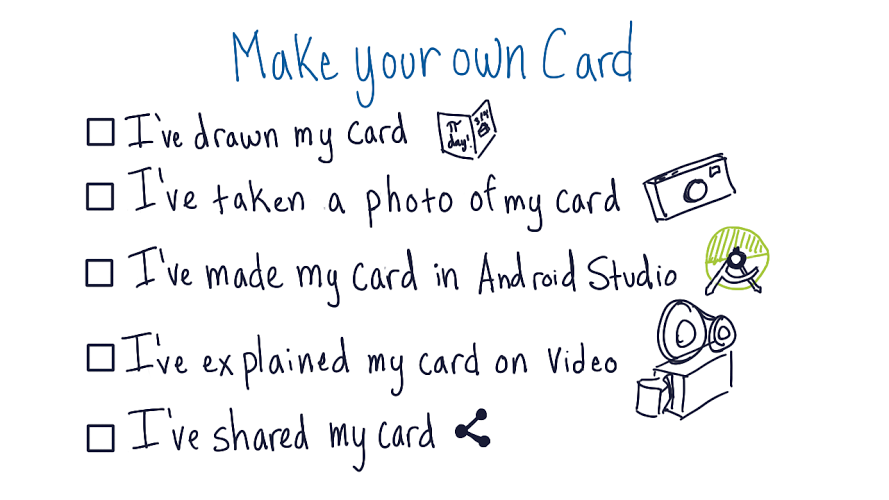 Make your own Card
I've drawn my card
π day! 3.14
I've taken a photo of my card
I've made my card in Android Studio
I've explained my card on Video
I've shared my card